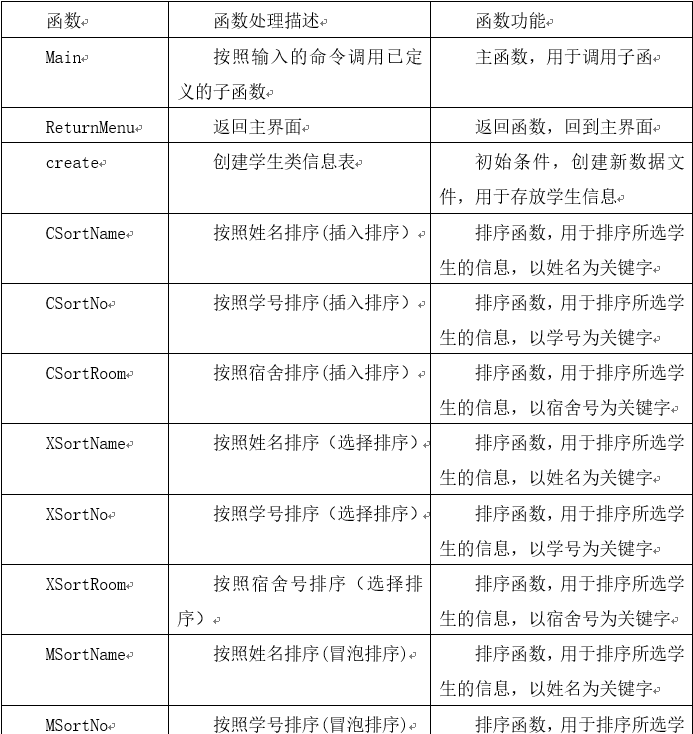 函数 函数处理描述 函数功能
Main 按照输入的命令调用已定 主函数，用于调用子函
义的子函数
ReturnMenu 返回主界面 返回函数，回到主界面
create 创建学生类信息表 初始条件，创建新数据文
件，用于存放学生信息
CSortName 按照姓名排序(插入排序） 排序函数，用于排序所选学
生的信息，以姓名为关键字
CSortNo 按照学号排序(插入排序） 排序函数，用于排序所选学
生的信息，以学号为关键字
CSortRoom 按照宿舍排序(插入排序） 排序函数，用于排序所选学
生的信息，以宿舍号为关键字
XSortName 按照姓名排序（选择排序） 排序函数，用于排序所选学
生的信息，以姓名为关键字
XSortNo 按照学号排序（选择排序） 排序函数，用于排序所选学
生的信息，以学号为关键字
XSortRoom 按照宿舍号排序（选择排 排序函数，用于排序所选学
序） 生的信息，以宿舍号为关键字
MSortName 按照姓名排序(冒泡排序) 排序函数，用于排序所选学
生的信息，以姓名为关键字
MSortNo 按照学号排序(冒泡排序) 排序函数，用于排序所选学